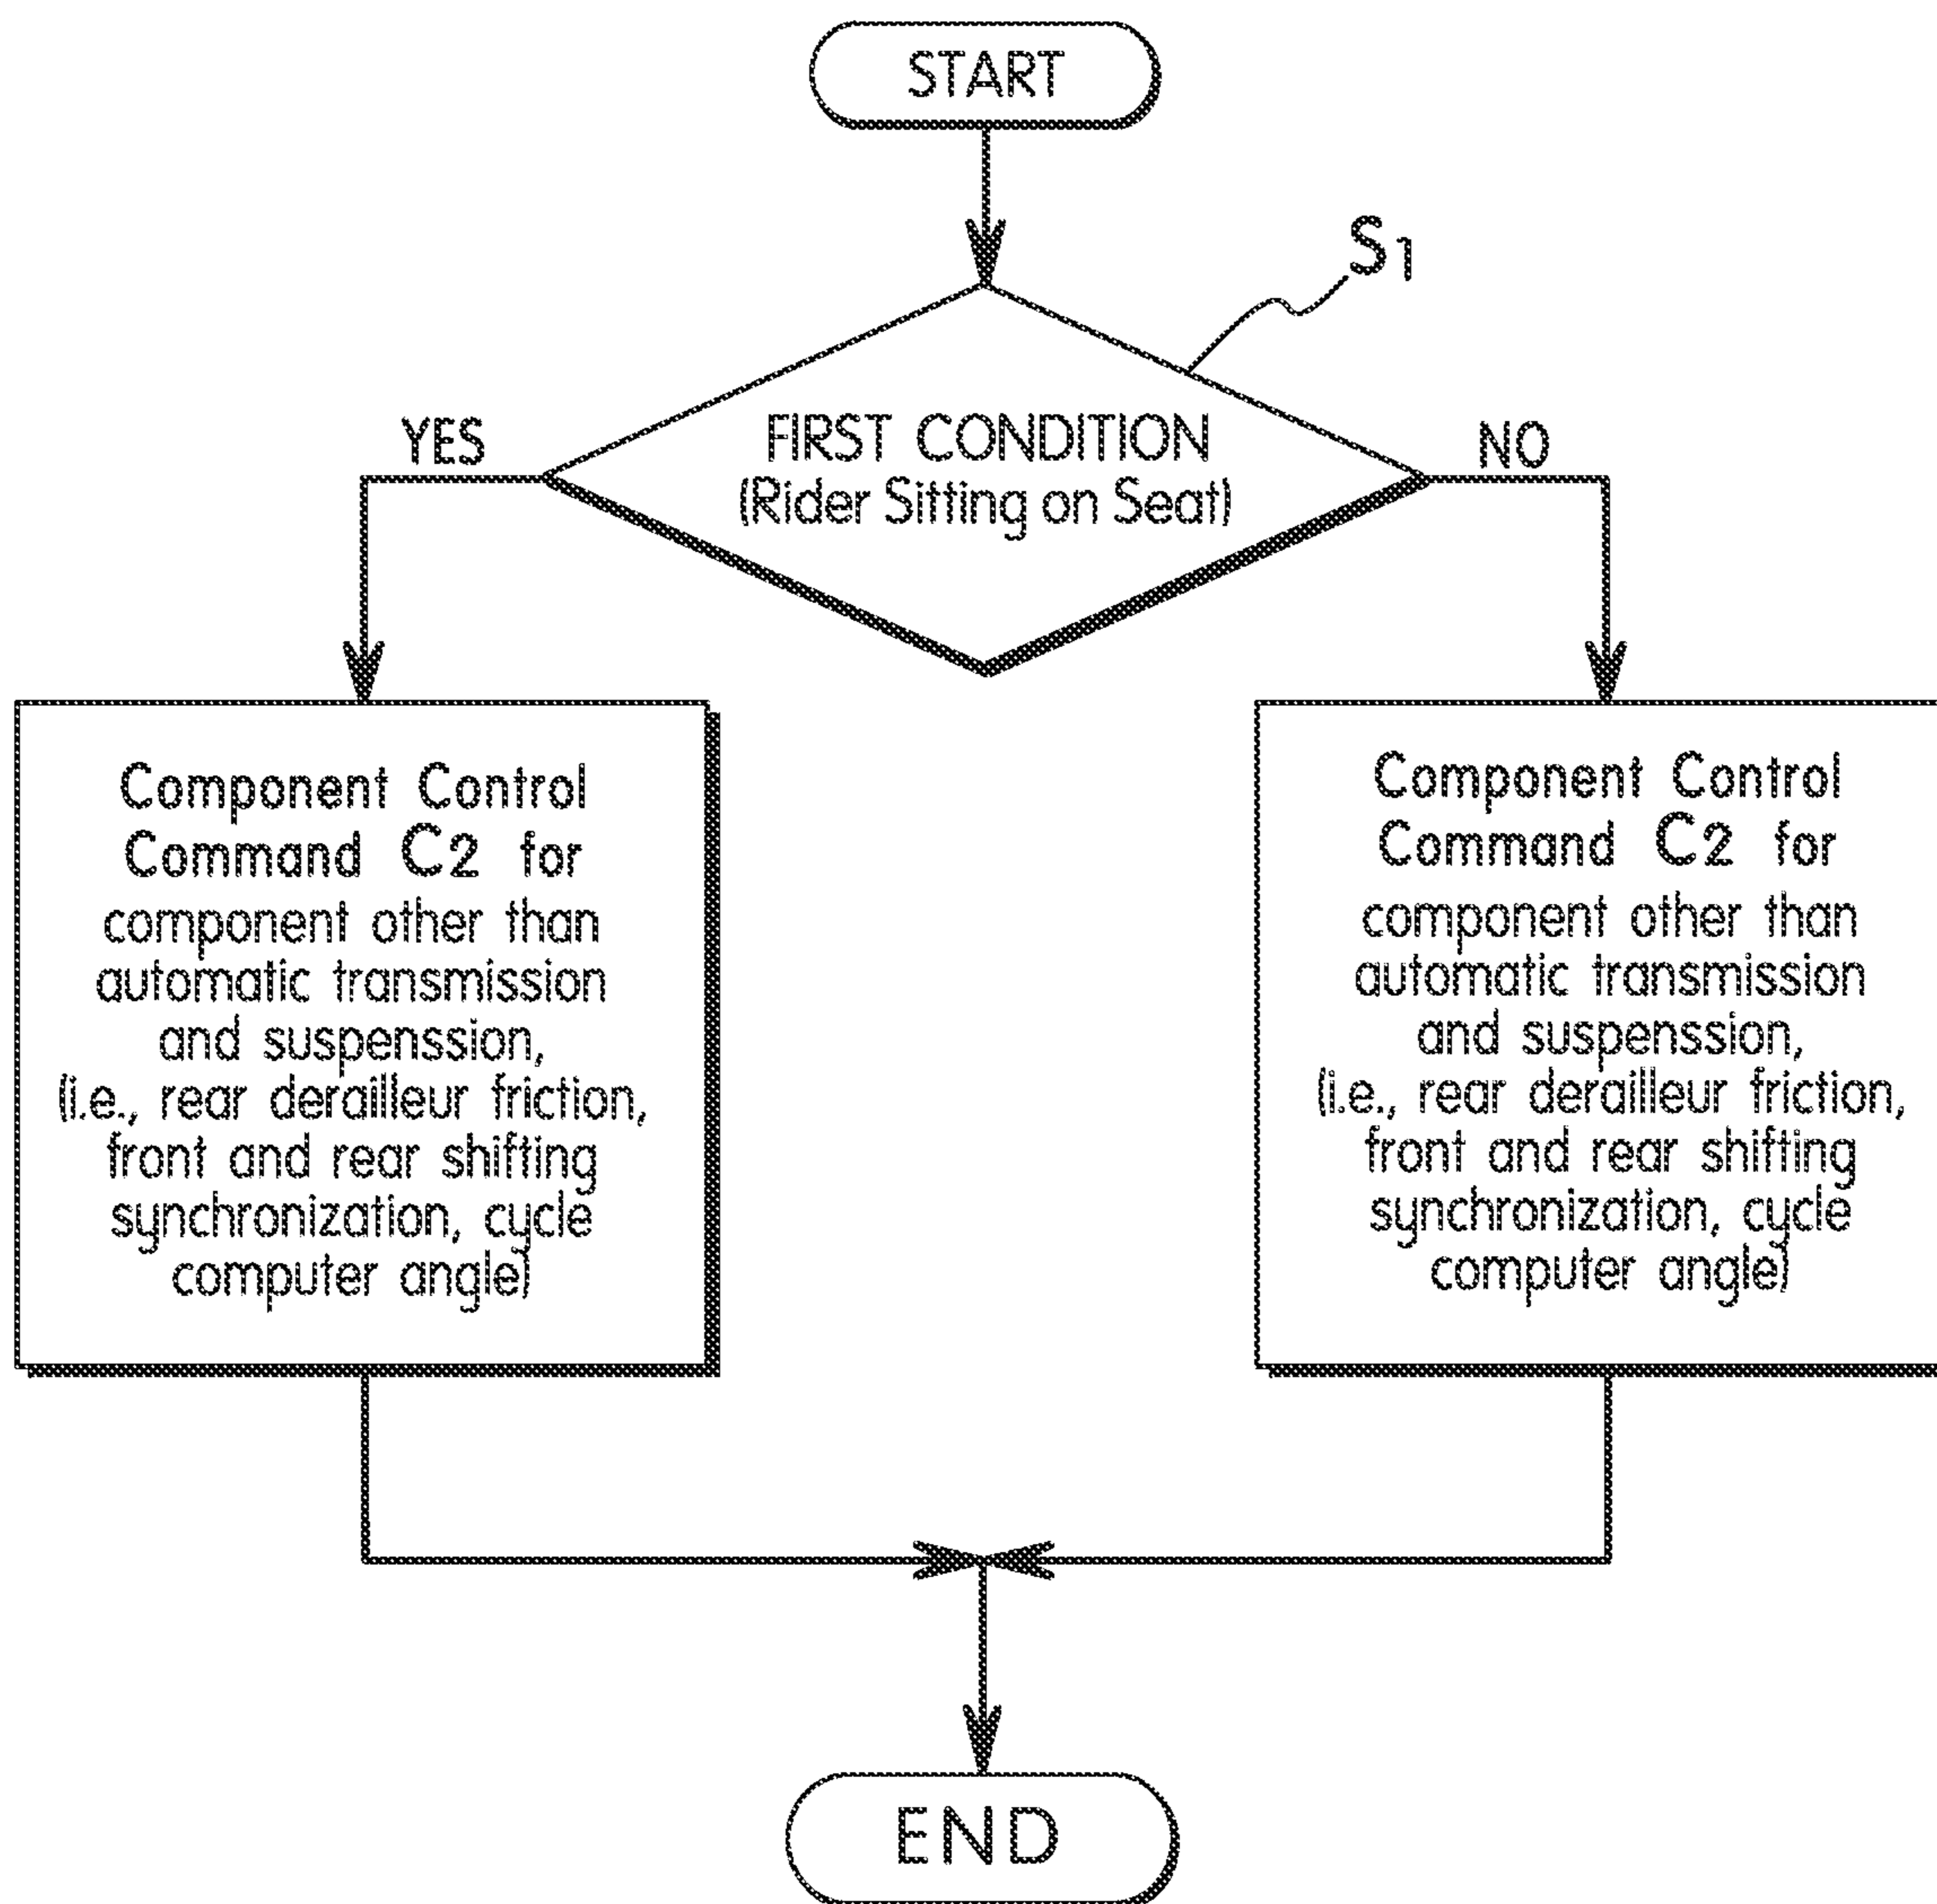 START
S1
FIRST CONDITION
(Rider Sitting on Seat)
YES
NO
Component Control
Command C2 for
component other than
automatic transmission
and suspenssion,
(i.e., rear derailleur friction,
front and rear shifting
synchronization, cycle
computer angle)
Component Control
Command C2 for
component other than
automatic transmission
and suspenssion,
(i.e., rear derailleur friction,
front and rear shifting
synchronization, cycle
computer angle)
END